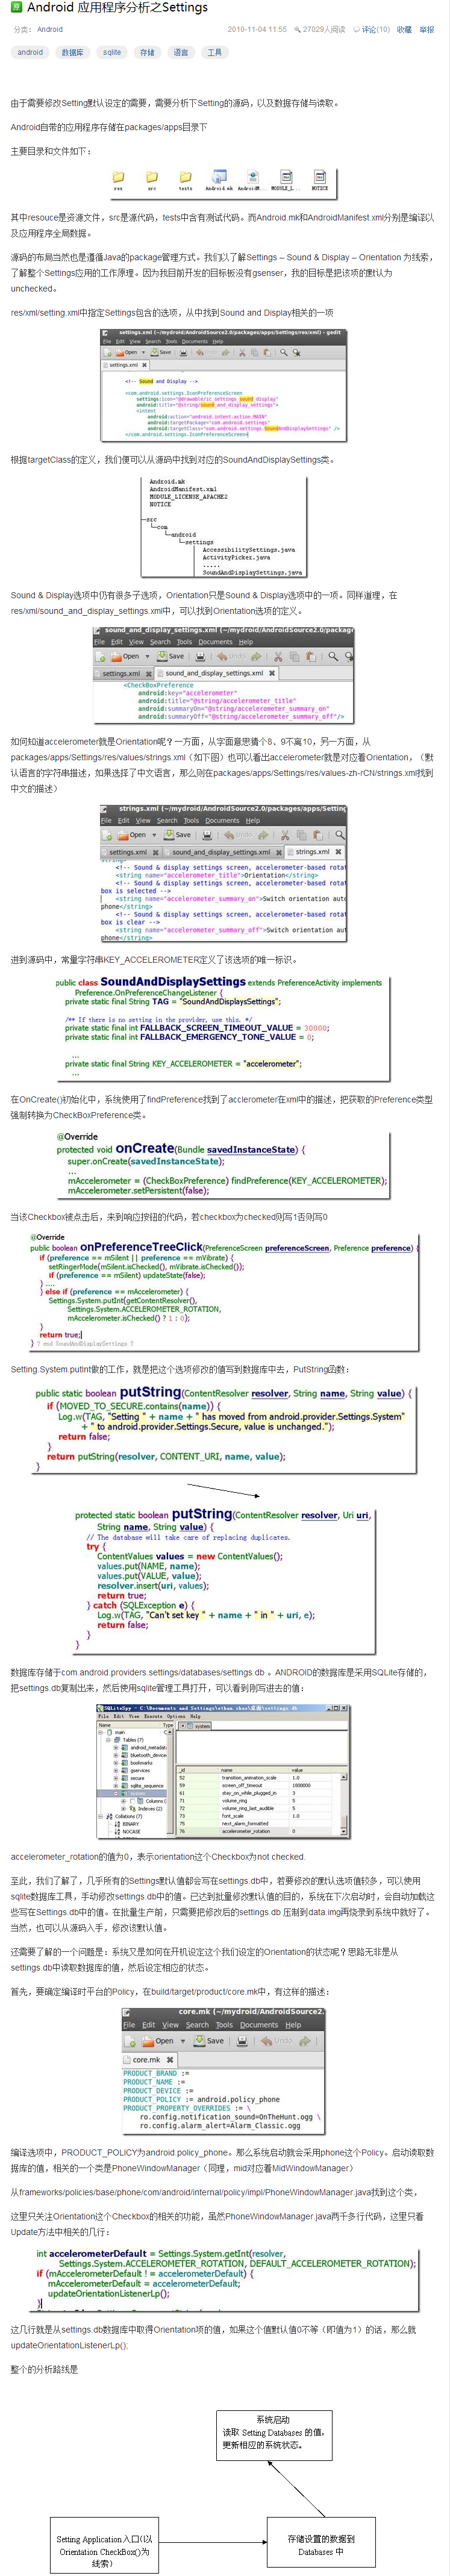 原 Android 应用程序分析之Settings
分类： Android
2010-11-04 11:55 27029人阅读 评论(10) 收藏 举报
android 数据库 sqlite 存储 语言 工具
由于需要修改Setting默认设定的需要，需要分析下Setting的源码，以及数据存储与读取。
Android自带的应用程序存储在packages/apps目录下
主要目录和文件如下：
res src tests Android.mk AndroidM... MODULE_L... NOTICE
其中resouce是资源文件，src是源代码，tests中含有测试代码。而Android.mk和AndroidManifest.xml分别是编译以
及应用程序全局数据。
源码的布局当然也是遵循Java的package管理方式。我们以了解Settings – Sound & Display – Orientation 为线索，
了解整个Settings应用的工作原理。因为我目前开发的目标板没有gsenser，我的目标是把该项的默认为
unchecked。
res/xml/setting.xml中指定Settings包含的选项，从中找到Sound and Display相关的一项
settings.xml (~/mydroid/AndroidSource2.0/packages/apps/Settings/res/xml) - gedit
File Edit View Search Tools Documents Help
Open Save Undo
settings.xml
<!-- Sound and Display -->
<com.android.settings.IconPreferenceScreen
settings:icon="@drawable/ic_settings_sound_display"
android:title="@string/sound_and_display_settings">
<intent
android:action="android.intent.action.MAIN"
android:targetPackage="com.android.settings"
android:targetClass="com.android.settings.SoundAndDisplaySettings" />
</com.android.settings.IconPreferenceScreen>
根据targetClass的定义，我们便可以从源码中找到对应的SoundAndDisplaySettings类。
Android.mk
AndroidManifest.xml
MODULE_LICENSE_APACHE2
NOTICE
src
com
android
settings
AccessibilitySettings.java
ActivityPicker.java
.....
SoundAndDisplaySettings.java
Sound & Display选项中仍有很多子选项，Orientation只是Sound & Display选项中的一项。同样道理，在
res/xml/sound_and_display_settings.xml中，可以找到Orientation选项的定义。
sound_and_display_settings.xml (~/mydroid/AndroidSource2.0/packag
File Edit View Search Tools Documents Help
Open Save Undo
settings.xml sound_and_display_settings.xml
<CheckBoxPreference
android:key="accelerometer"
android:title="@string/accelerometer_title"
android:summaryOn="@string/accelerometer_summary_on"
android:summaryOff="@string/accelerometer_summary_off"/>
如何知道accelerometer就是Orientation呢？一方面，从字面意思猜个8、9不离10，另一方面，从
packages/apps/Settings/res/values/strings.xml（如下图）也可以看出accelerometer就是对应着Orientation，（默
认语言的字符串描述，如果选择了中文语言，那么则在packages/apps/Settings/res/values-zh-rCN/strings.xml找到
中文的描述）
strings.xml (~/mydroid/AndroidSource2.0/packages/apps/Setting
File Edit View Search Tools Documents Help
Open Save Undo
settings.xml sound_and_display_settings.xml strings.xml
string>
<!-- Sound & display settings screen, accelerometer-based rotat
<string name="accelerometer_title">Orientation</string>
<!-- Sound & display settings screen, accelerometer-based rotat
box is selected -->
<string name="accelerometer_summary_on">Switch orientation aut
phone</string>
<!-- Sound & display settings screen, accelerometer-based rotat
box is clear -->
<string name="accelerometer_summary_off">Switch orientation au
phone</string>
进到源码中，常量字符串KEY_ACCELEROMETER定义了该选项的唯一标识。
public class SoundAndDisplaySettings extends PreferenceActivity implements
Preference.OnPreferenceChangeListener {
private static final String TAG = "SoundAndDisplaysSettings";
/** If there is no setting in the provider, use this. */
private static final int FALLBACK_SCREEN_TIMEOUT_VALUE = 30000;
private static final int FALLBACK_EMERGENCY_TONE_VALUE = 0;
...
private static final String KEY_ACCELEROMETER = "accelerometer";
...
在OnCreate()初始化中，系统使用了findPreference找到了acclerometer在xml中的描述，把获取的Preference类型
强制转换为CheckBoxPreference类。
@Override
protected void onCreate(Bundle savedInstanceState) {
super.onCreate(savedInstanceState);
...
mAccelerometer = (CheckBoxPreference) findPreference(KEY_ACCELEROMETER);
mAccelerometer.setPersistent(false);
当该Checkbox被点击后，来到响应按钮的代码，若checkbox为checked则写1否则写0
@Override
public boolean onPreferenceTreeClick(PreferenceScreen preferenceScreen, Preference preference) {
if (preference == mSilent || preference == mVibrate) {
setRingerMode(mSilent.isChecked(), mVibrate.isChecked());
if (preference == mSilent) updateState(false);
} ....
} else if (preference == mAccelerometer) {
Settings.System.putInt(getContentResolver(),
Settings.System.ACCELEROMETER_ROTATION,
mAccelerometer.isChecked() ? 1 : 0);
}
return true;
} ? end SoundAndDisplaySettings ?
Setting.System.putInt做的工作，就是把这个选项修改的值写到数据库中去，PutString函数：
public static boolean putString(ContentResolver resolver, String name, String value) {
if (MOVED_TO_SECURE.contains(name)) {
Log.w(TAG, "Setting " + name + " has moved from android.provider.Settings.System"
+ " to android.provider.Settings.Secure, value is unchanged.");
return false;
}
return putString(resolver, CONTENT_URI, name, value);
}
protected static boolean putString(ContentResolver resolver, Uri uri,
String name, String value) {
// The database will take care of replacing duplicates.
try {
ContentValues values = new ContentValues();
values.put(NAME, name);
values.put(VALUE, value);
resolver.insert(uri, values);
return true;
} catch (SQLException e) {
Log.w(TAG, "Can't set key " + name + " in " + uri, e);
return false;
}
}
数据库存储于com.android.providers.settings/databases/settings.db 。ANDROID的数据库是采用SQLite存储的，
把settings.db复制出来，然后使用sqlite管理工具打开，可以看到刚写进去的值：
File Edit View Execute Options Help
Name Type system
main
Tables (7)
android_metadat
bluetooth_device
bookmarks
gservices
secure
sqlite_sequence
system
Columns (
Indexes (2)
Collations (7)
BINARY
NOCASE
_id name value
52 transition_animation_scale 1.0
59 screen_off_timeout 1800000
61 stay_on_while_plugged_in 3
71 volume_ring 5
72 volume_ring_last_audible 5
73 font_scale 1.0
75 next_alarm_formatted
76 accelerometer_rotation 0
accelerometer_rotation的值为0，表示orientation这个Checkbox为not checked.
至此，我们了解了，几乎所有的Settings默认值都会写在settings.db中，若要修改的默认选项值较多，可以使用
sqlite数据库工具，手动修改settings.db中的值。已达到批量修改默认值的目的，系统在下次启动时，会自动加载这
些写在Settings.db中的值。在批量生产前，只需要把修改后的settings.db 压制到data.img再烧录到系统中就好了。
当然，也可以从源码入手，修改该默认值。
还需要了解的一个问题是：系统又是如何在开机设定这个我们设定的Orientation的状态呢？思路无非是从
settings.db中读取数据库的值，然后设定相应的状态。
首先，要确定编译时平台的Policy，在build/target/product/core.mk中，有这样的描述：
core.mk (~/mydroid/AndroidSource2.
File Edit View Search Tools Documents Help
Open Save Undo
core.mk
PRODUCT_BRAND :=
PRODUCT_NAME :=
PRODUCT_DEVICE :=
PRODUCT_POLICY := android.policy_phone
PRODUCT_PROPERTY_OVERRIDES := \
ro.config.notification_sound=OnTheHunt.ogg \
ro.config.alarm_alert=Alarm_Classic.ogg
编译选项中，PRODUCT_POLICY为android.policy_phone。那么系统启动就会采用phone这个Policy。启动读取数
据库的值，相关的一个类是PhoneWindowManager（同理，mid对应着MidWindowManager）
从frameworks/policies/base/phone/com/android/internal/policy/impl/PhoneWindowManager.java找到这个类，
这里只关注Orientation这个Checkbox的相关的功能，虽然PhoneWindowManager.java两千多行代码，这里只看
Update方法中相关的几行：
int accelerometerDefault = Settings.System.getInt(resolver,
Settings.System.ACCELEROMETER_ROTATION, DEFAULT_ACCELEROMETER_ROTATION);
if (mAccelerometerDefault != accelerometerDefault) {
mAccelerometerDefault = accelerometerDefault;
updateOrientationListenerLp();
}
这几行就是从settings.db数据库中取得Orientation项的值，如果这个值默认值0不等（即值为1）的话，那么就
updateOrientationListenerLp();
整个的分析路线是
系统启动
读取 Setting Databases 的值，
更新相应的系统状态。
Setting Application入口(以
Orientation CheckBox()为
线索）
存储设置的数据到
Databases 中